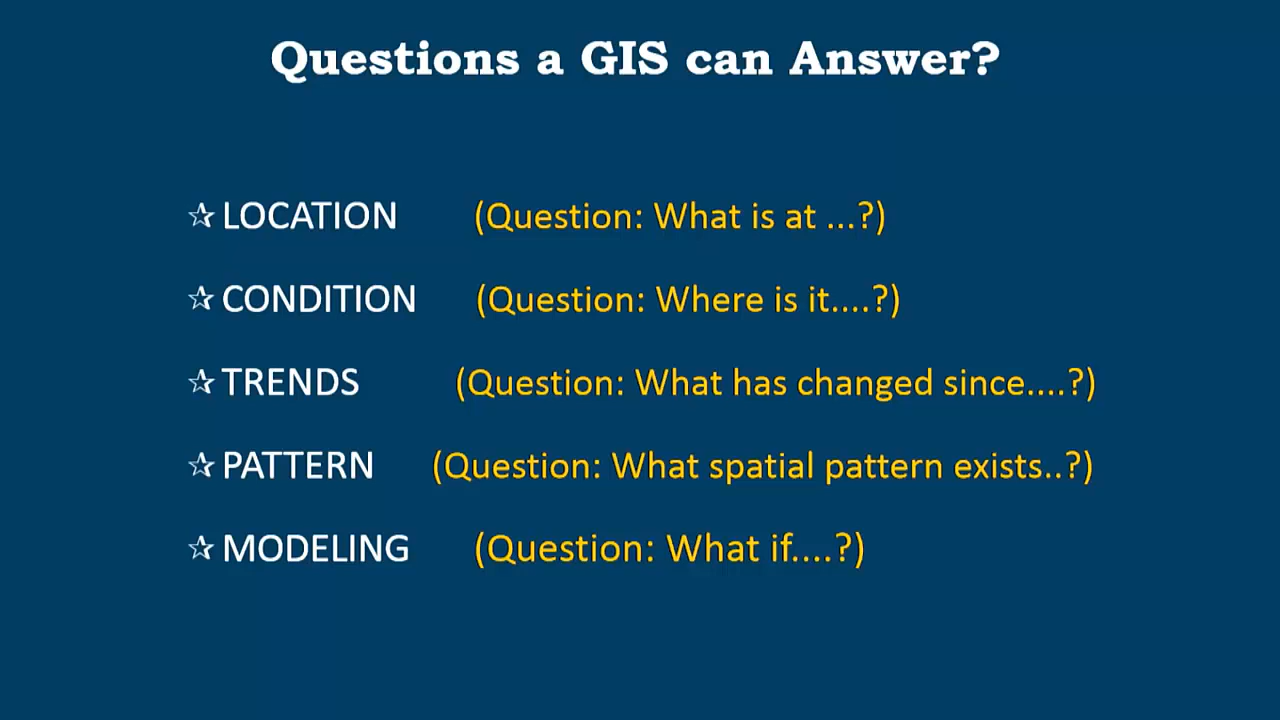 Questions a GIS can Answer?
☆ LOCATION (Question: What is at ...?)
☆ CONDITION (Question: Where is it....?)
☆ TRENDS (Question: What has changed since....?)
☆ PATTERN (Question: What spatial pattern exists..?)
☆ MODELING (Question: What if....?)